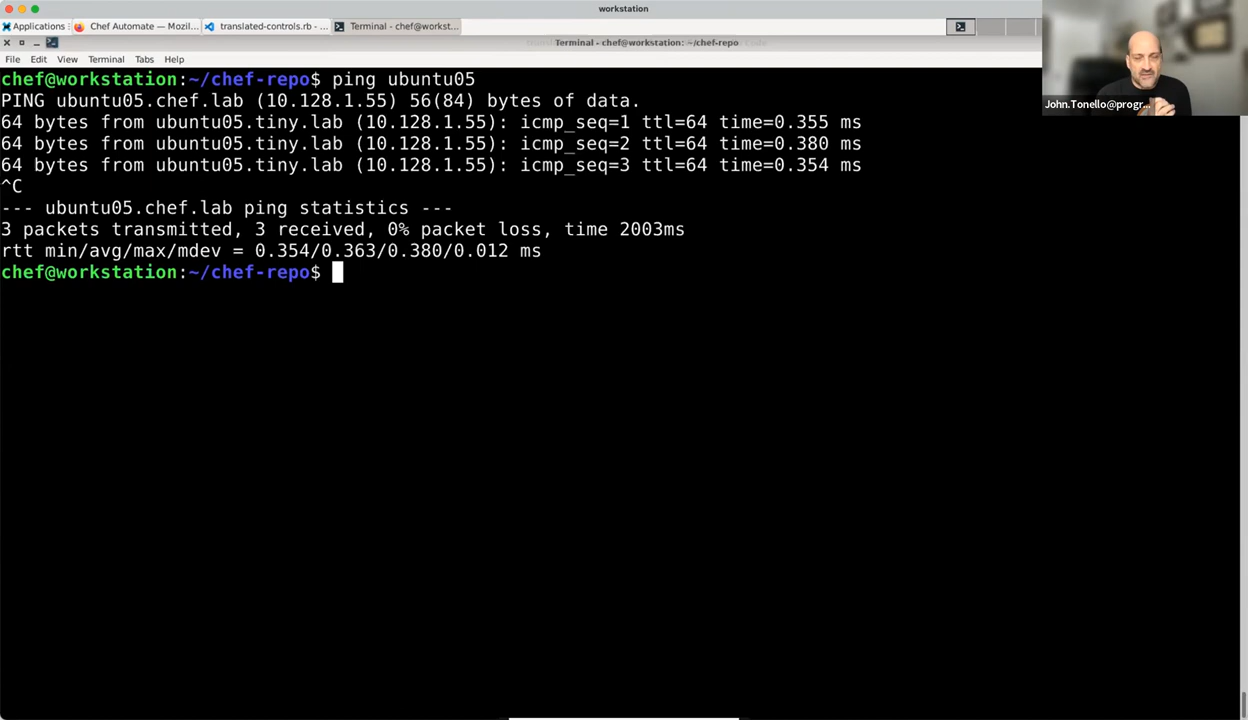 workstation
Applications
Chef Automate — Mozil...
translated-controls.rb - ...
Terminal - chef@workst...
Terminal - chef@workstation: ~/chef-repo
File Edit View Terminal Tabs Help
John.Tonello@progr...
chef@workstation:~/chef-repo$ ping ubuntu05
PING ubuntu05.chef.lab (10.128.1.55) 56(84) bytes of data.
64 bytes from ubuntu05.tiny.lab (10.128.1.55): icmp_seq=1 ttl=64 time=0.355 ms
64 bytes from ubuntu05.tiny.lab (10.128.1.55): icmp_seq=2 ttl=64 time=0.380 ms
64 bytes from ubuntu05.tiny.lab (10.128.1.55): icmp_seq=3 ttl=64 time=0.354 ms
^C
--- ubuntu05.chef.lab ping statistics ---
3 packets transmitted, 3 received, 0% packet loss, time 2003ms
rtt min/avg/max/mdev = 0.354/0.363/0.380/0.012 ms
chef@workstation:~/chef-repo$